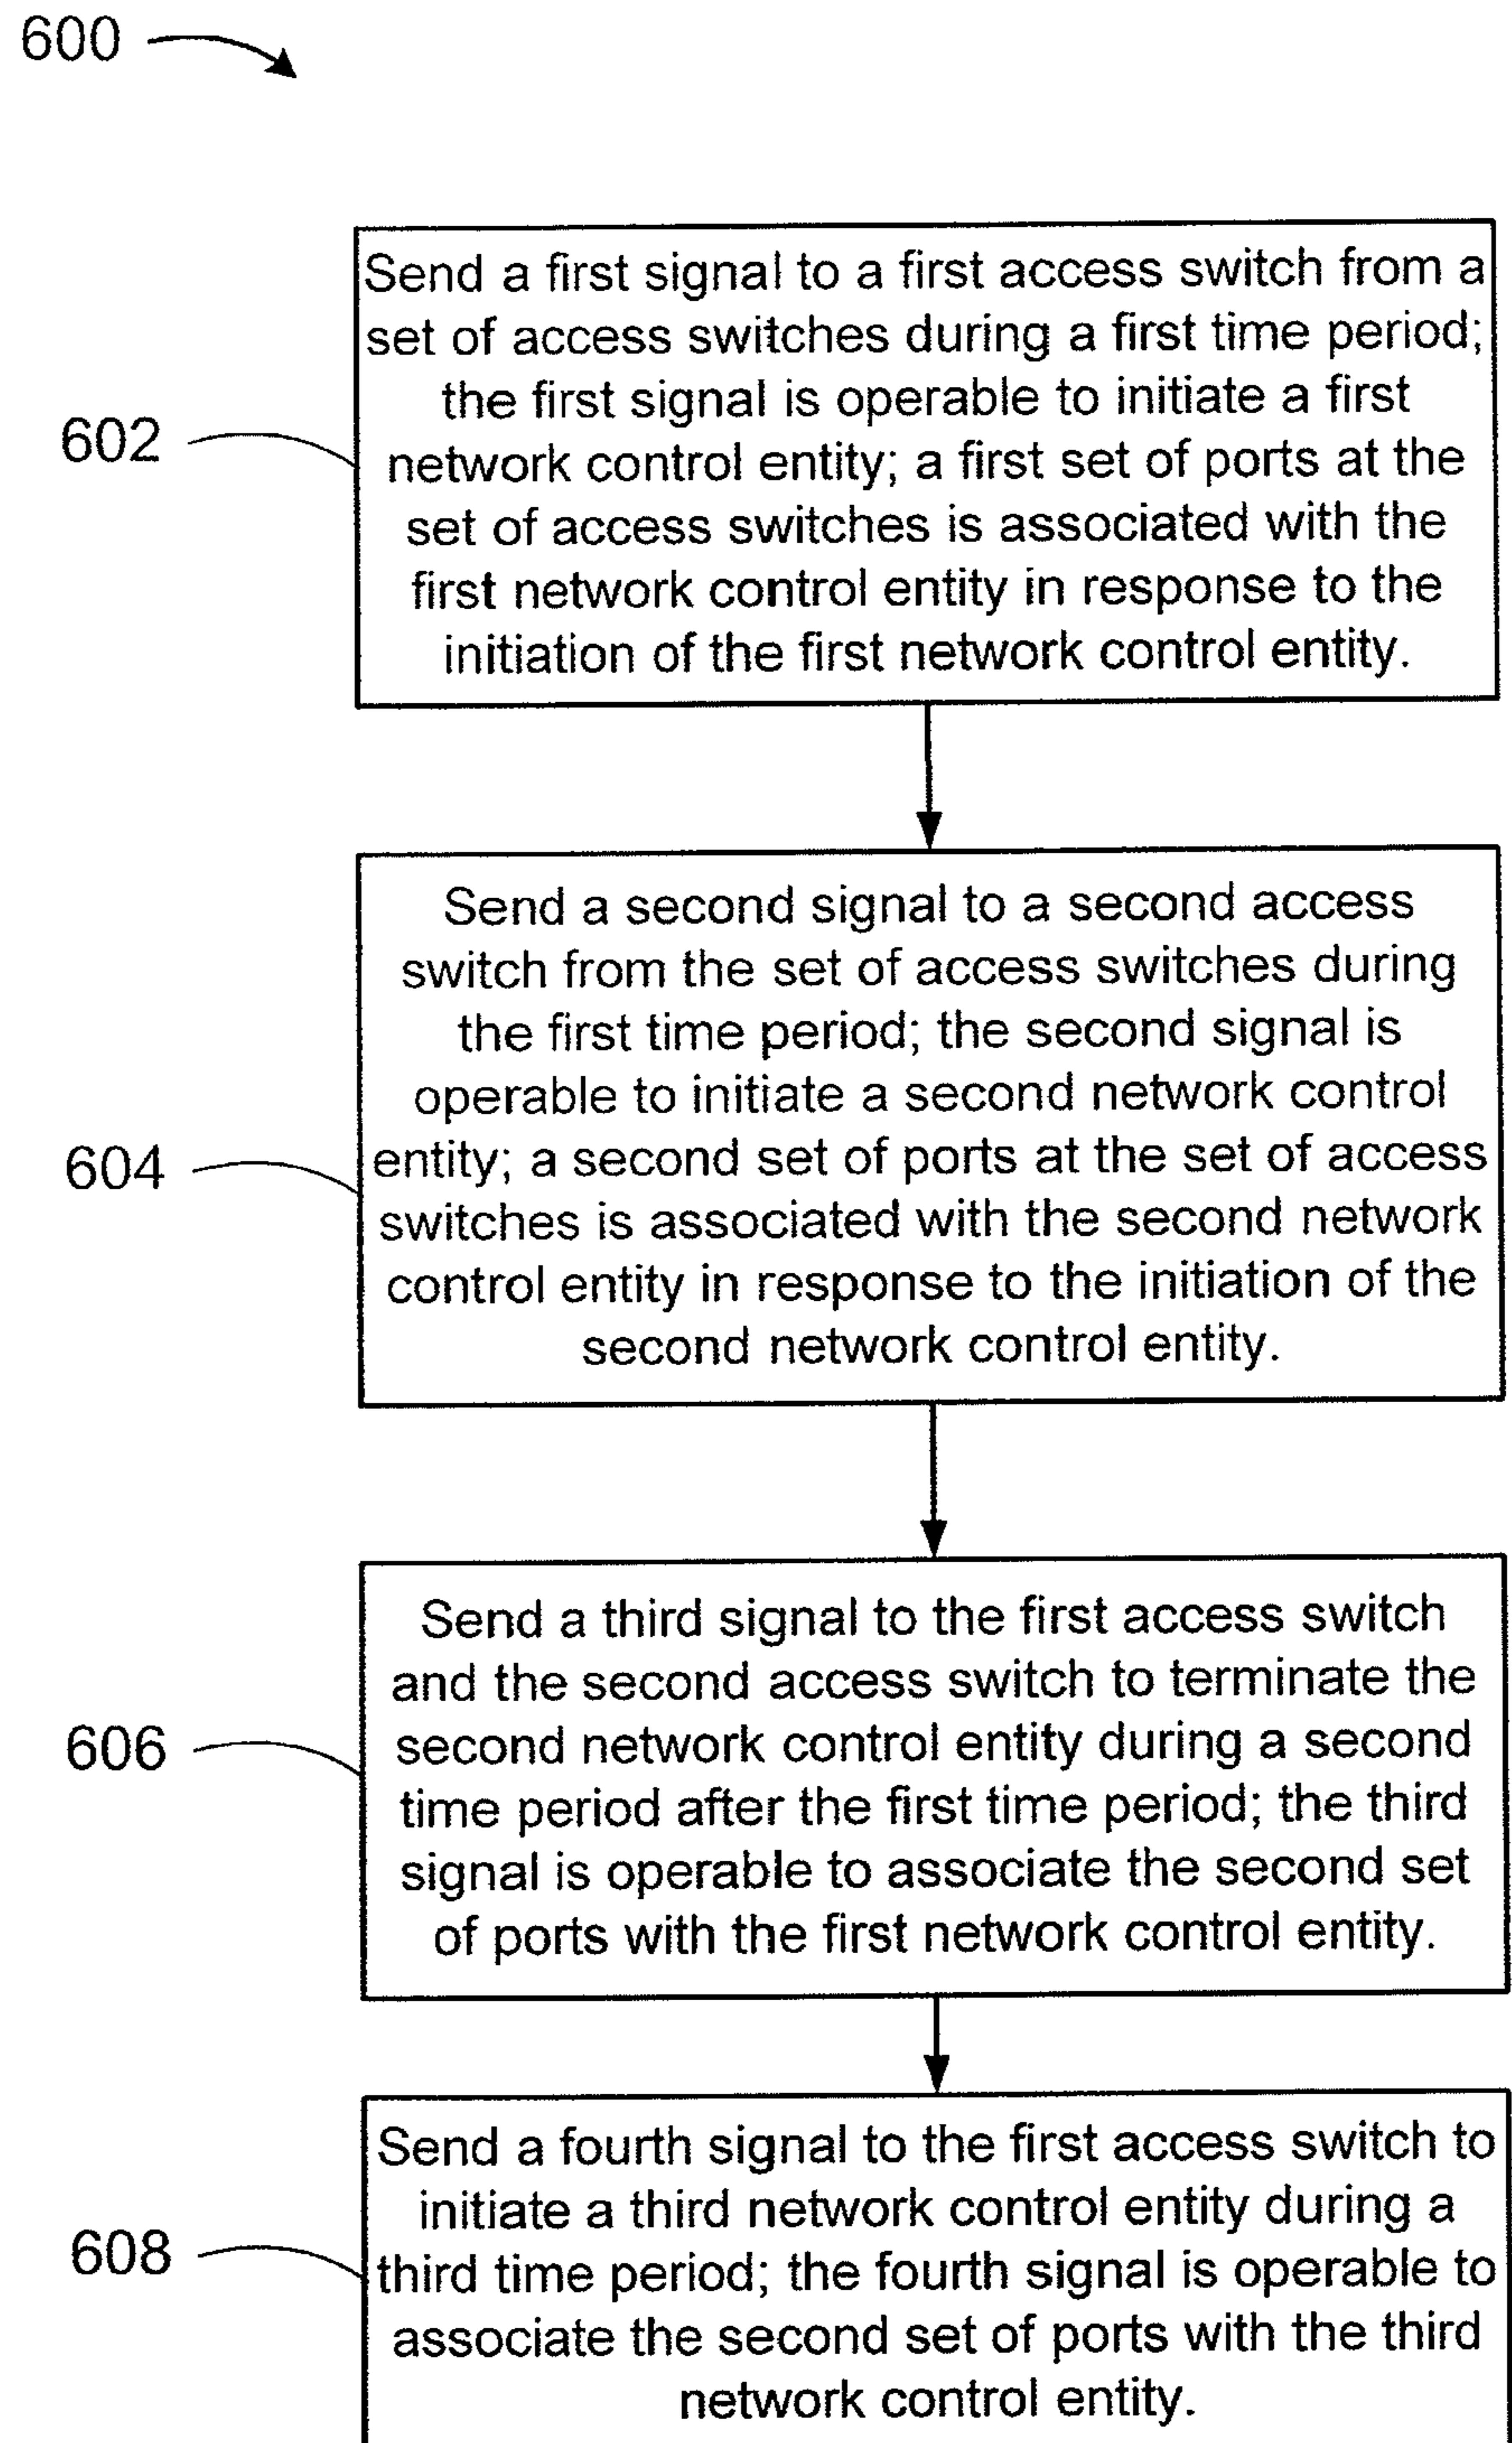 600
602
Send a first signal to a first access switch from a
set of access switches during a first time period;
the first signal is operable to initiate a first
network control entity; a first set of ports at the
set of access switches is associated with the
first network control entity in response to the
initiation of the first network control entity.
604
Send a second signal to a second access
switch from the set of access switches during
the first time period; the second signal is
operable to initiate a second network control
entity; a second set of ports at the set of access
switches is associated with the second network
control entity in response to the initiation of the
second network control entity.
606
Send a third signal to the first access switch
and the second access switch to terminate the
second network control entity during a second
time period after the first time period; the third
signal is operable to associate the second set
of ports with the first network control entity.
608
Send a fourth signal to the first access switch to
initiate a third network control entity during a
third time period; the fourth signal is operable to
associate the second set of ports with the third
network control entity.